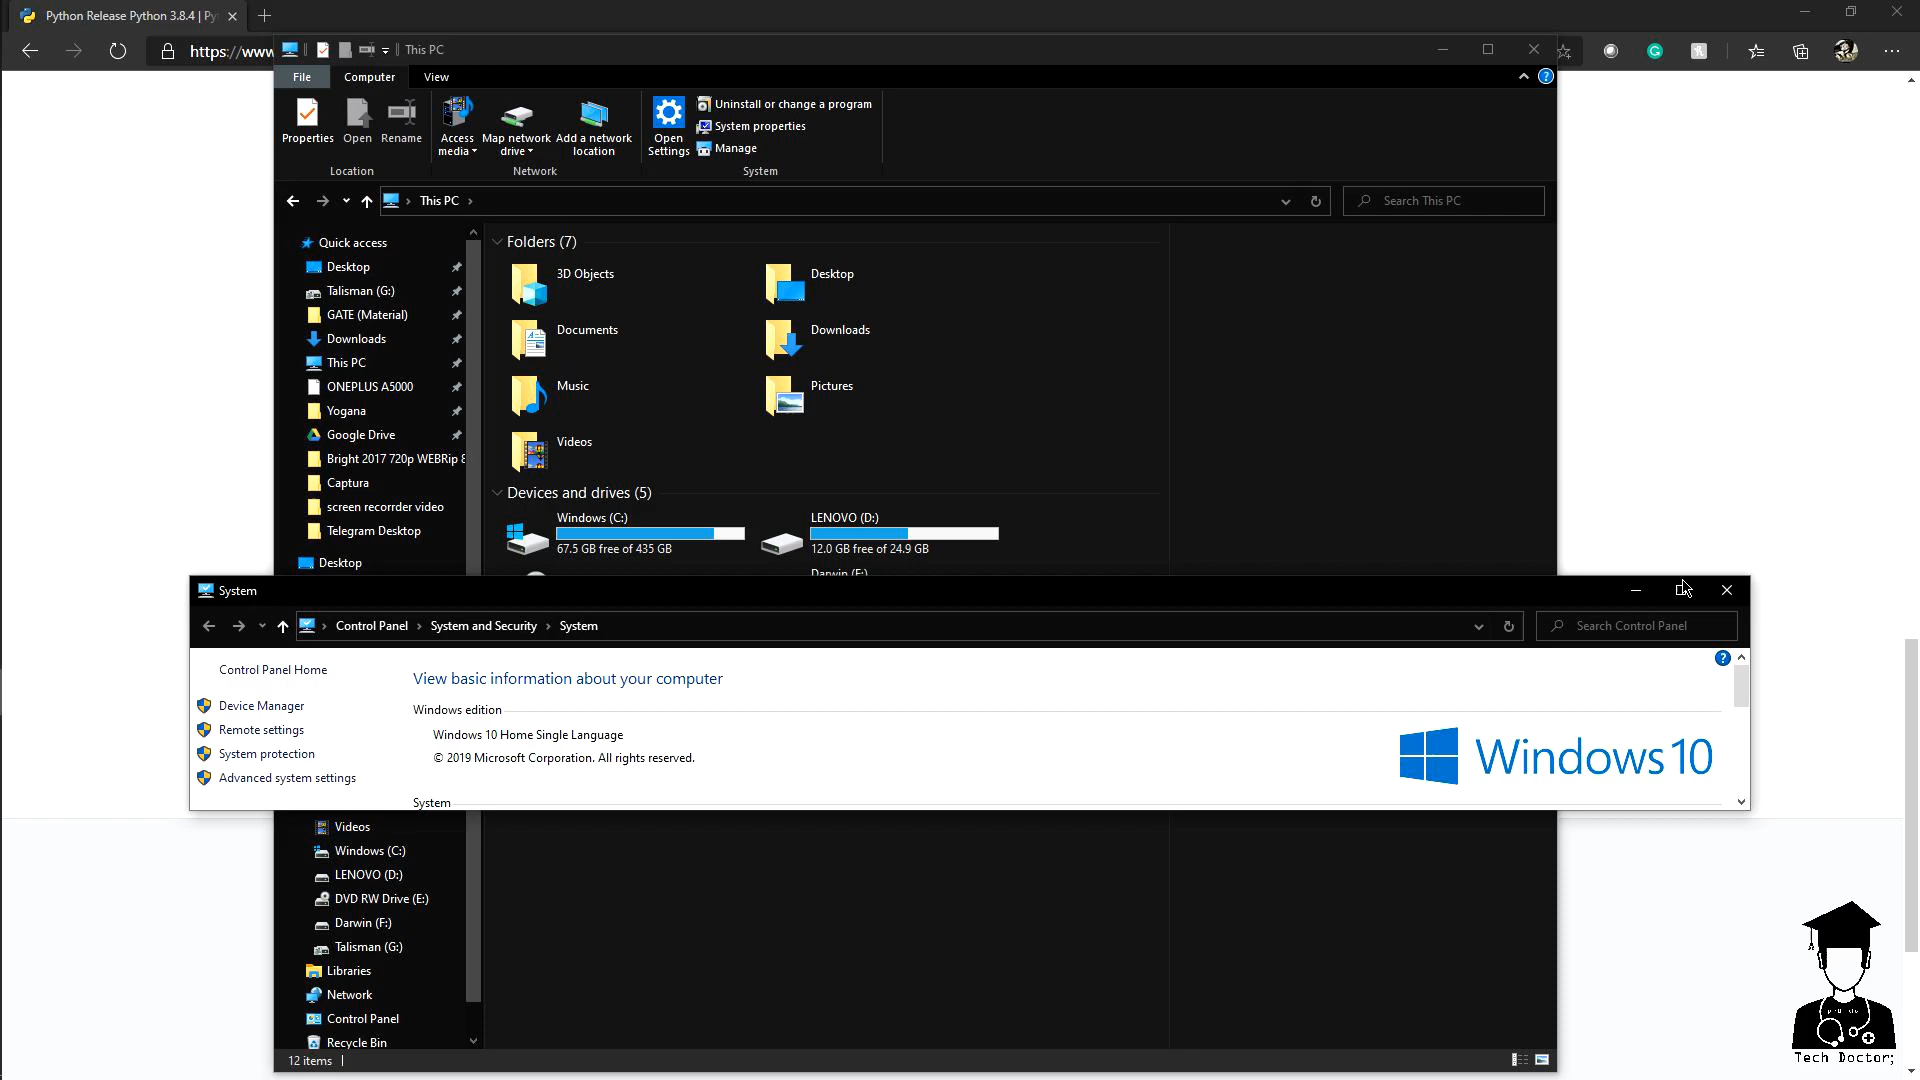 Python Release Python 3.8.4 | Py
https://www
This PC
File
Computer
View
Properties
Open
Rename
Access media
Map network drive
Add a network location
Open Settings
Uninstall or change a program
System properties
Manage
Location
Network
System
This PC
Search This PC
Quick access
Desktop
Talisman (G:)
GATE (Material)
Downloads
This PC
ONEPLUS A5000
Yogana
Google Drive
Bright 2017 720p WEBRip 8
Captura
screen recorrder video
Telegram Desktop
Desktop
Folders (7)
3D Objects
Desktop
Documents
Downloads
Music
Pictures
Videos
Devices and drives (5)
Windows (C:)
67.5 GB free of 435 GB
LENOVO (D:)
12.0 GB free of 24.9 GB
Darwin (F:)
System
Control Panel
System and Security
System
Search Control Panel
Control Panel Home
Device Manager
Remote settings
System protection
Advanced system settings
View basic information about your computer
Windows edition
Windows 10 Home Single Language
© 2019 Microsoft Corporation. All rights reserved.
Windows 10
System
Videos
Windows (C:)
LENOVO (D:)
DVD RW Drive (E:)
Darwin (F:)
Talisman (G:)
Libraries
Network
Control Panel
Recycle Bin
12 items
Tech Doctor;